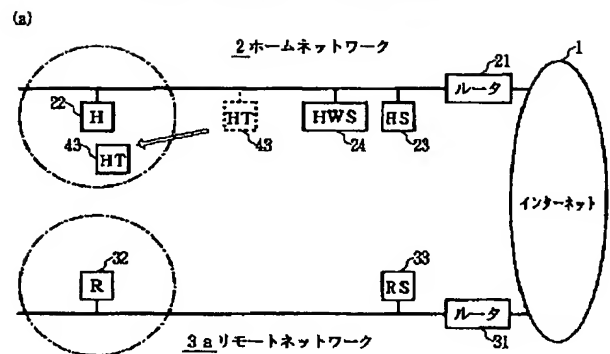 (a)
2 ホームネットワーク
21
1
ルータ
22
H
HT
HWS
HS
43
HT
43
24
23
インターネット
32
33
R
RS
ルータ
3a リモートネットワーク
31